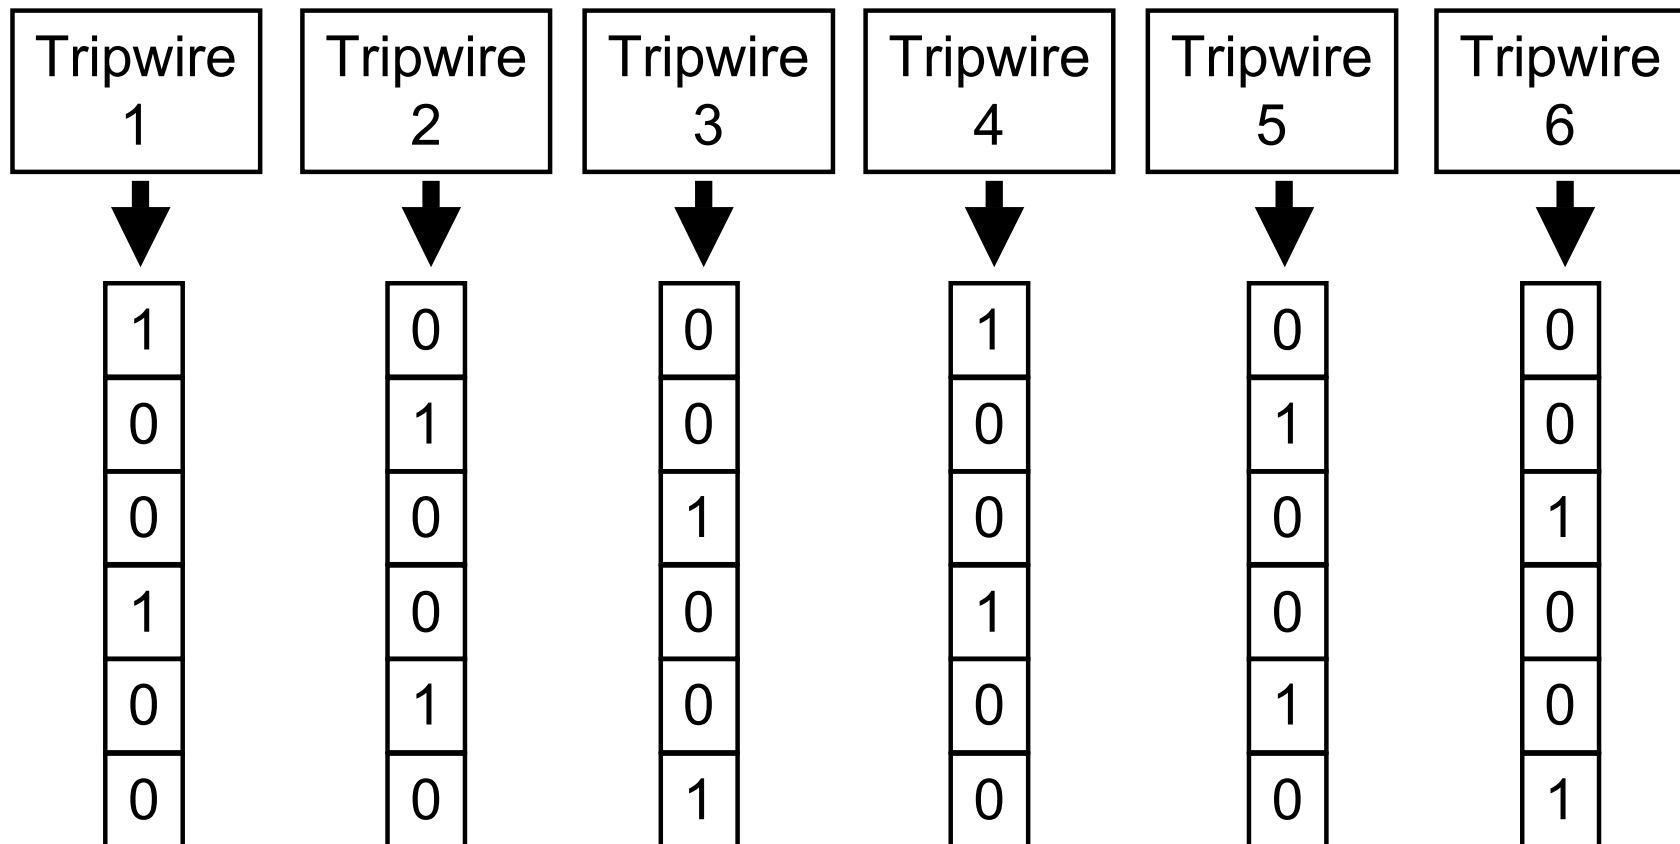 Tripwire 1
Tripwire 2
Tripwire 3
Tripwire 4
Tripwire 5
Tripwire 6
1 0 0 1 0 0
0 1 0 0 1 0
0 0 1 0 0 1
1 0 0 1 0 0
0 1 0 0 1 0
0 0 1 0 0 1